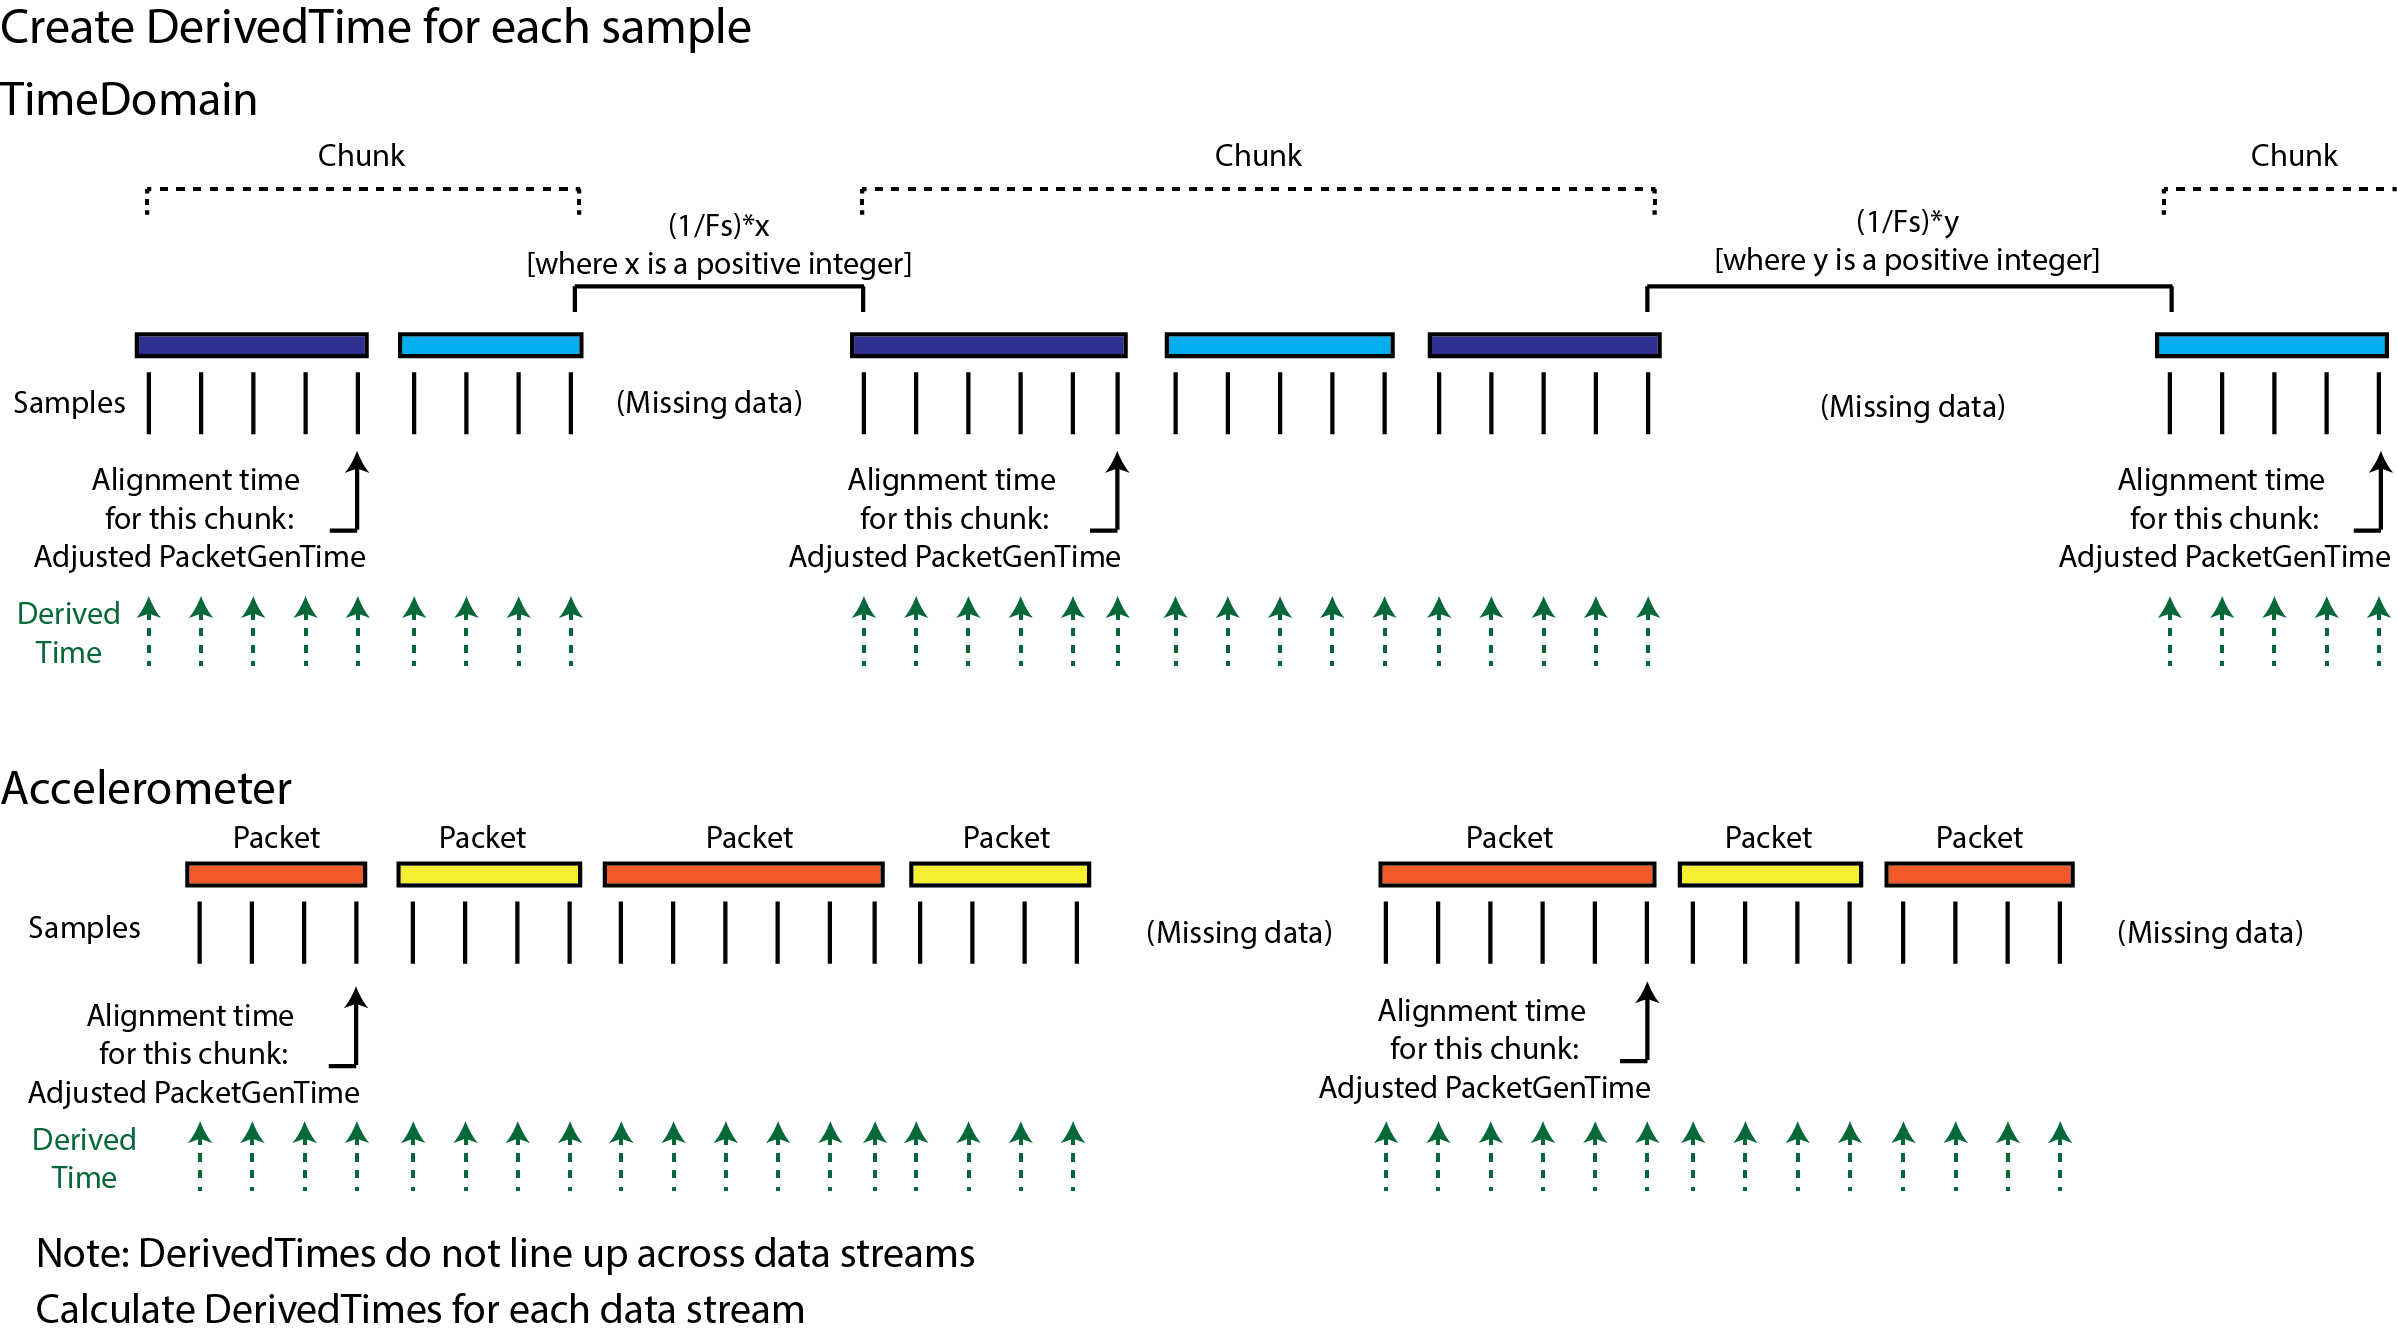 Create DerivedTime for each sample
TimeDomain
Chunk
Chunk
Chunk
(1/Fs)*x
[where x is a positive integer]
(1/Fs)*y
[where y is a positive integer]
Samples
(Missing data)
(Missing data)
Alignment time
for this chunk:
Adjusted PacketGenTime
Alignment time
for this chunk:
Adjusted PacketGenTime
Alignment time
for this chunk:
Adjusted PacketGenTime
Derived
Time
Accelerometer
Packet
Packet
Packet
Packet
Packet
Packet
Packet
Samples
(Missing data)
(Missing data)
Alignment time
for this chunk:
Adjusted PacketGenTime
Alignment time
for this chunk:
Adjusted PacketGenTime
Derived
Time
Note: DerivedTimes do not line up across data streams
Calculate DerivedTimes for each data stream